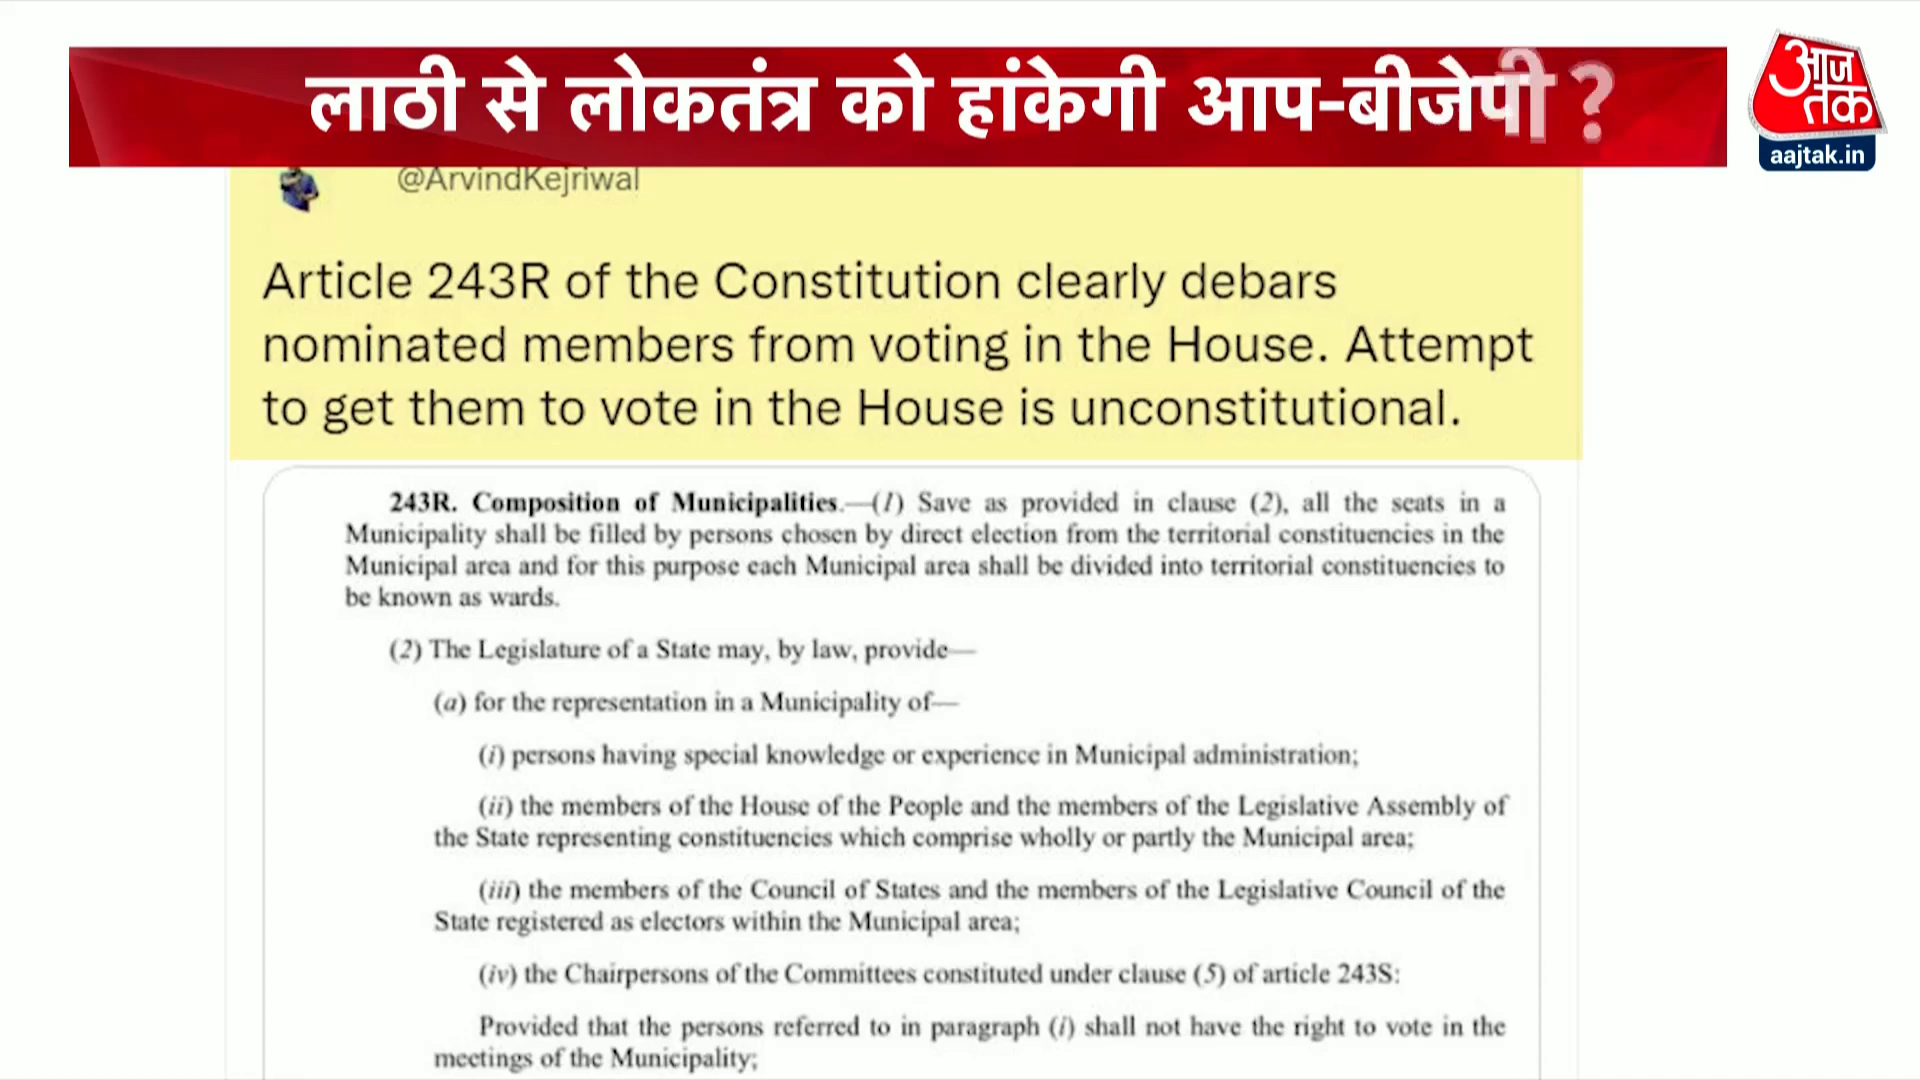 लाठी से लोकतंत्र को हांकेगी आप-बीजेपी ?
आज
तक
aajtak.in
@ArvindKejriwal
Article 243R of the Constitution clearly debars
nominated members from voting in the House. Attempt
to get them to vote in the House is unconstitutional.
243R. Composition of Municipalities.—(1) Save as provided in clause (2), all the seats in a
Municipality shall be filled by persons chosen by direct election from the territorial constituencies in the
Municipal area and for this purpose each Municipal area shall be divided into territorial constituencies to
be known as wards.
(2) The Legislature of a State may, by law, provide—
(a) for the representation in a Municipality of—
(i) persons having special knowledge or experience in Municipal administration;
(ii) the members of the House of the People and the members of the Legislative Assembly of
the State representing constituencies which comprise wholly or partly the Municipal area;
(iii) the members of the Council of States and the members of the Legislative Council of the
State registered as electors within the Municipal area;
(iv) the Chairpersons of the Committees constituted under clause (5) of article 243S:
Provided that the persons referred to in paragraph (i) shall not have the right to vote in the
meetings of the Municipality;